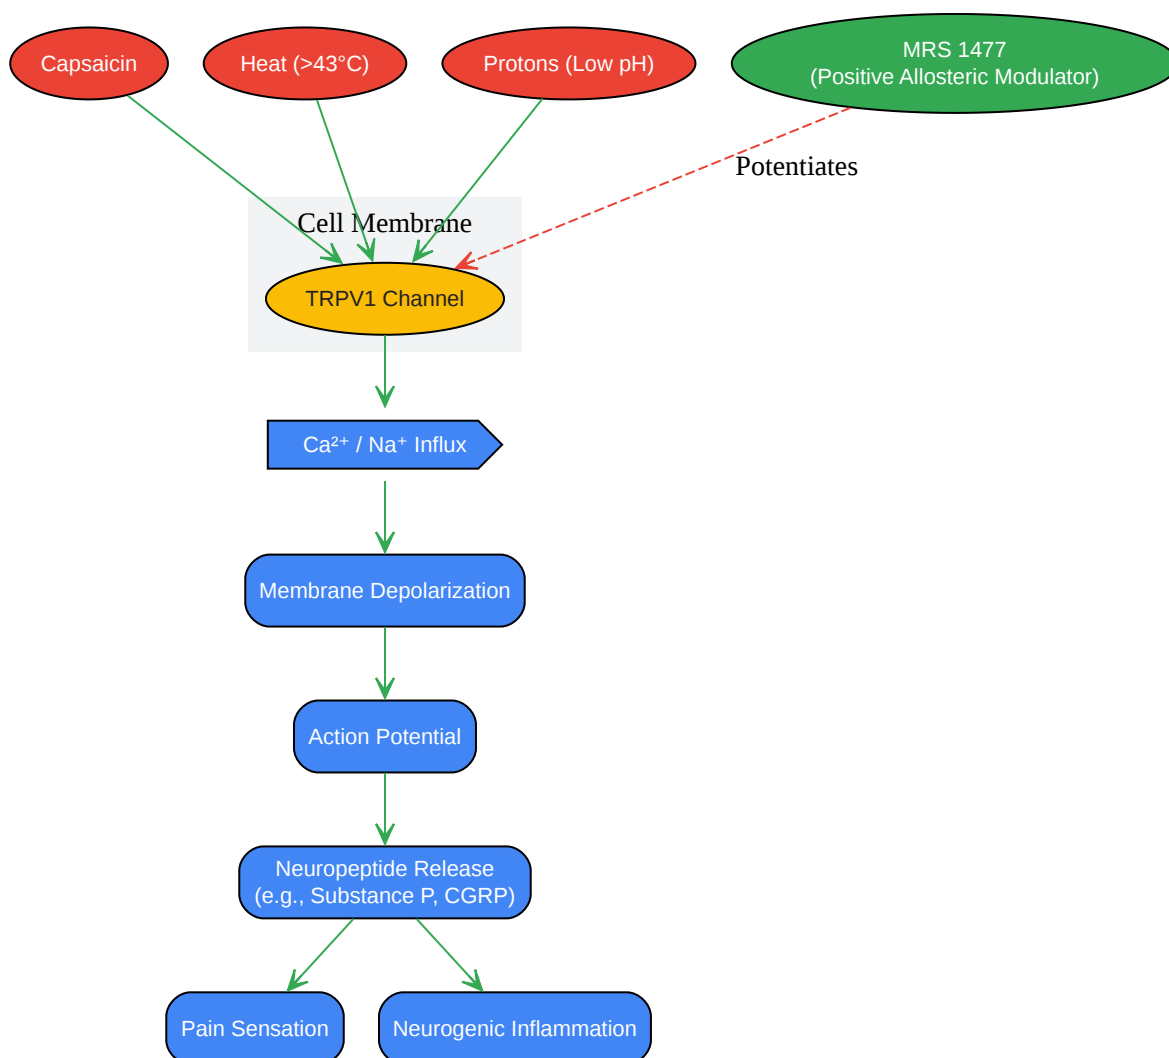 Capsaicin
Heat (>43°C)
Protons (Low pH)
MRS 1477
(Positive Allosteric Modulator)
Potentiates
Cell Membrane
TRPV1 Channel
Ca²⁺ / Na⁺ Influx
Membrane Depolarization
Action Potential
Neuropeptide Release
(e.g., Substance P, CGRP)
Pain Sensation
Neurogenic Inflammation